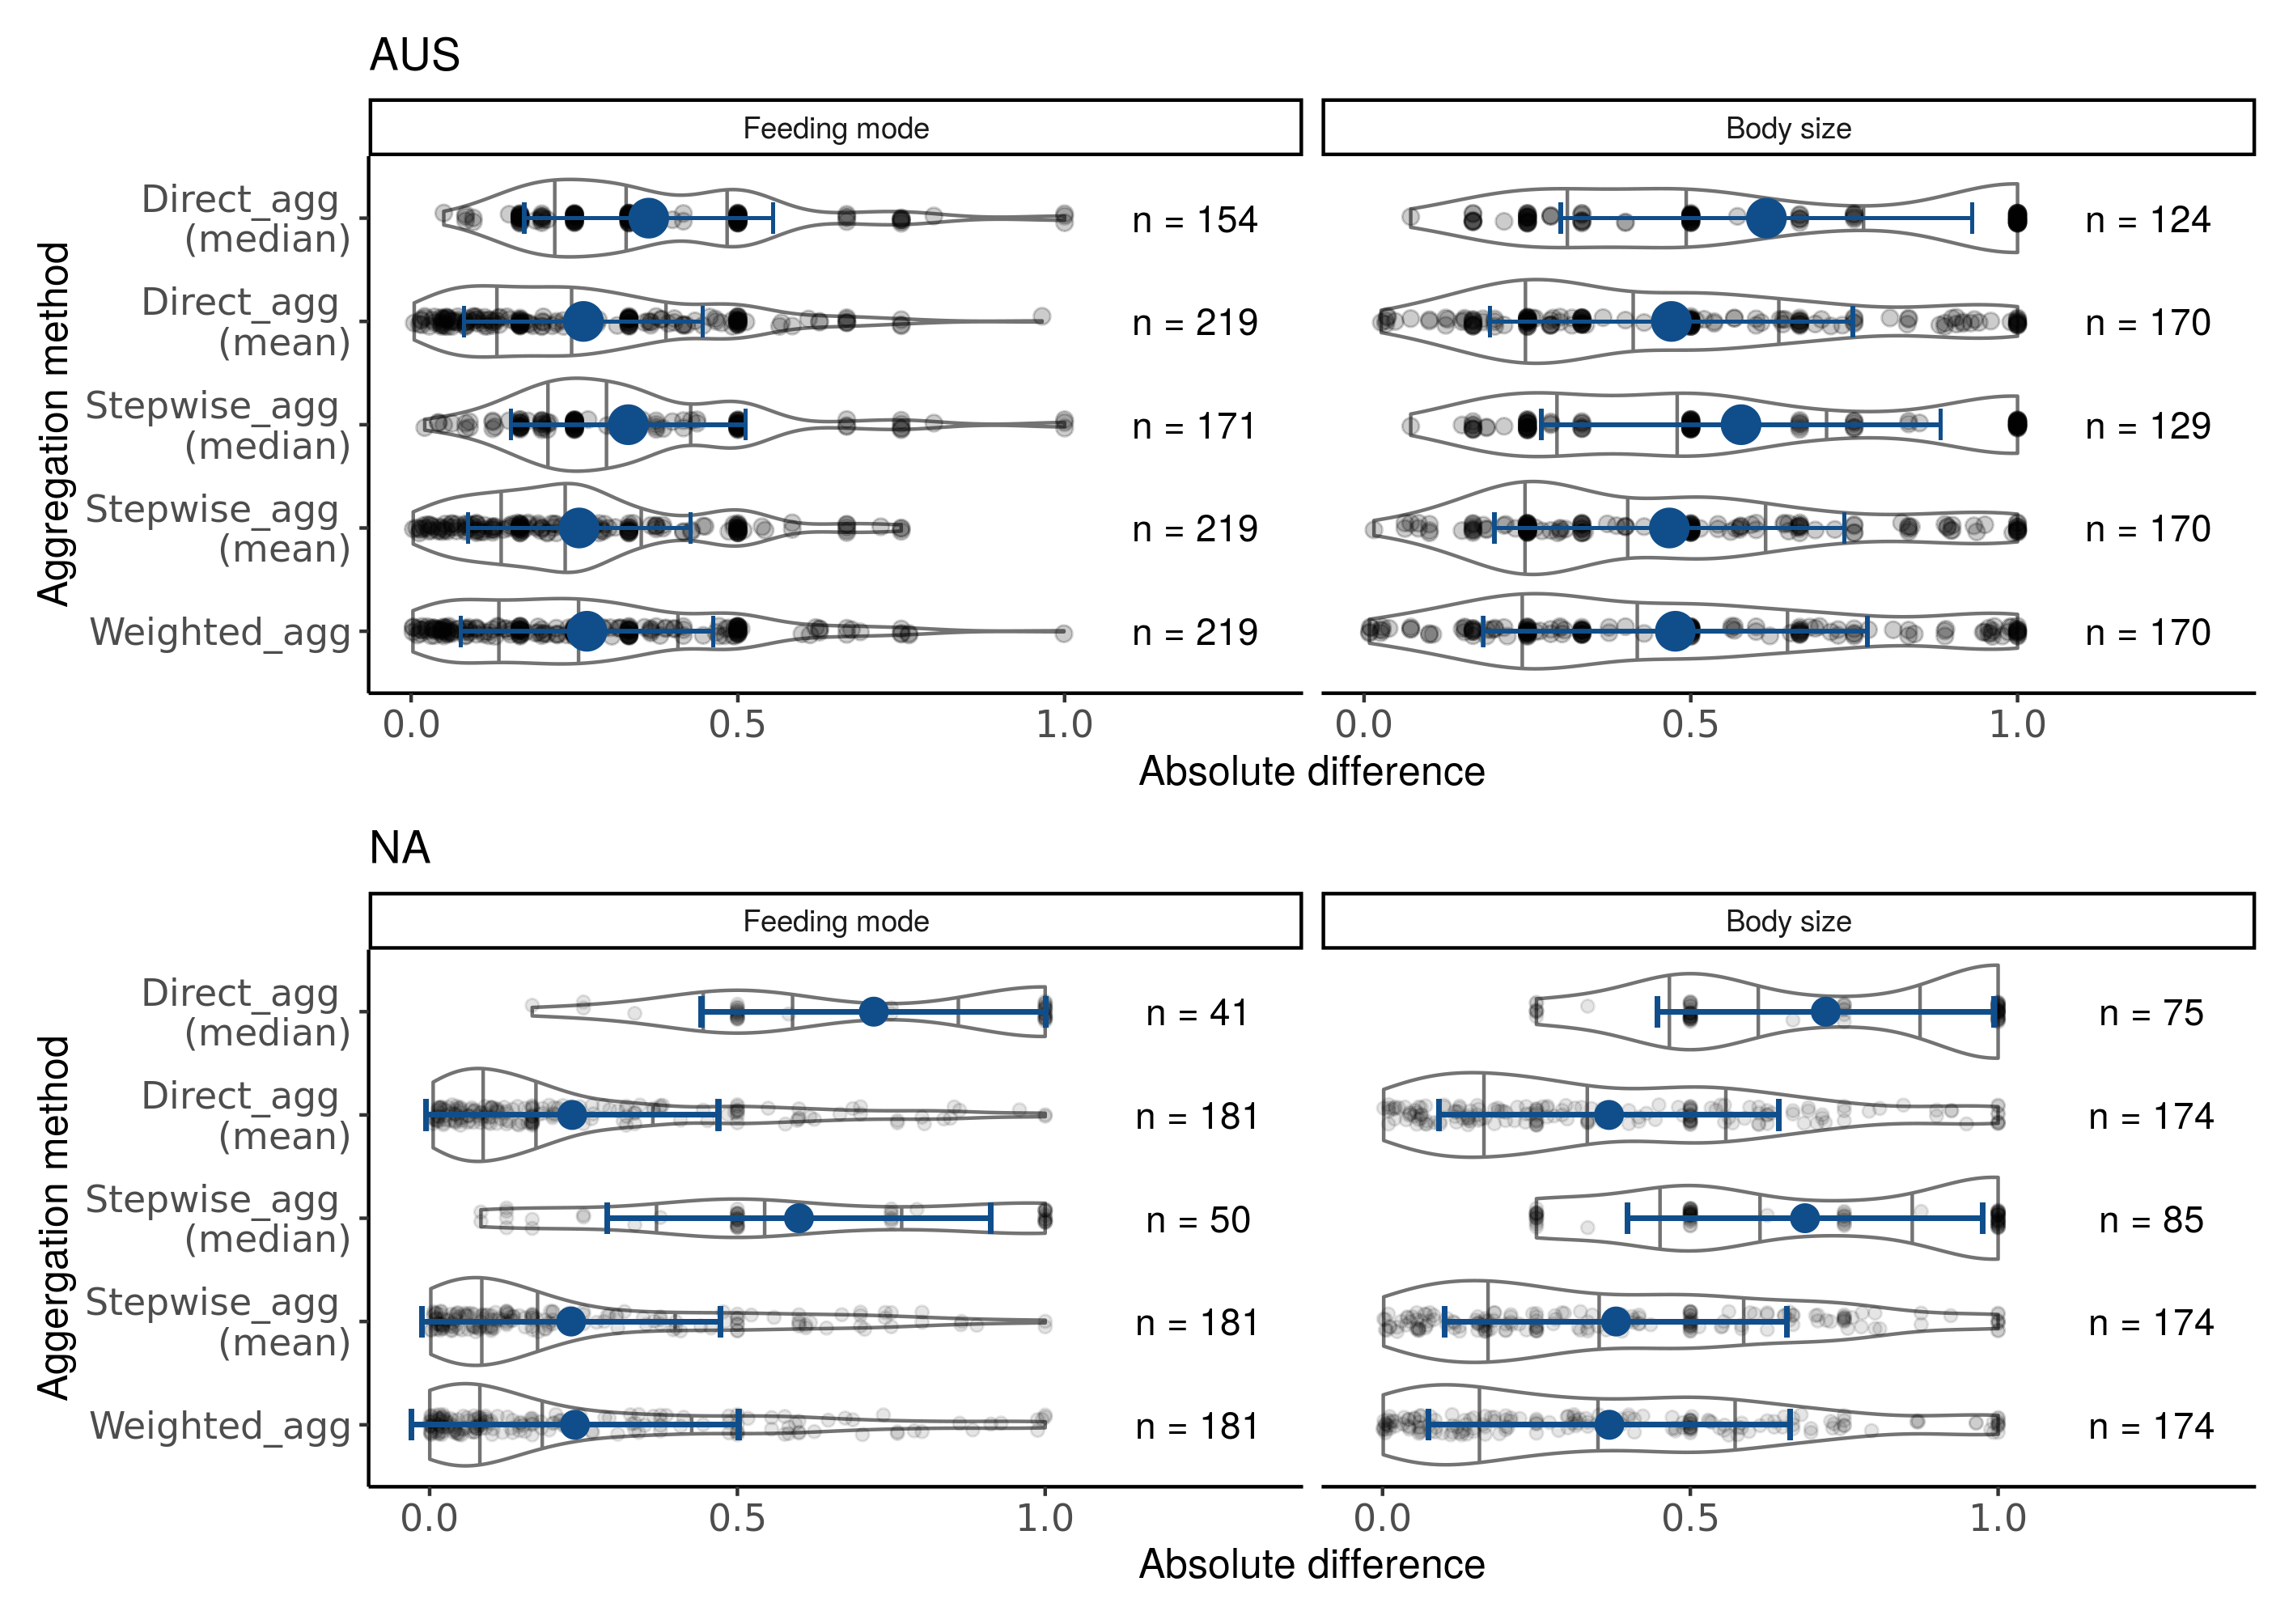 AUS
Feeding mode Body size
Aggregation method
Direct_agg
(median)
n = 154 n = 124
Direct_agg
(mean)
n = 219 n = 170
Stepwise_agg
(median)
n = 171 n = 129
Stepwise_agg
(mean)
n = 219 n = 170
Weighted_agg n = 219 n = 170
0.0 0.5 1.0 0.0 0.5 1.0
Absolute difference
NA
Feeding mode Body size
Aggergation method
Direct_agg
(median)
n = 41 n = 75
Direct_agg
(mean)
n = 181 n = 174
Stepwise_agg
(median)
n = 50 n = 85
Stepwise_agg
(mean)
n = 181 n = 174
Weighted_agg n = 181 n = 174
0.0 0.5 1.0 0.0 0.5 1.0
Absolute difference